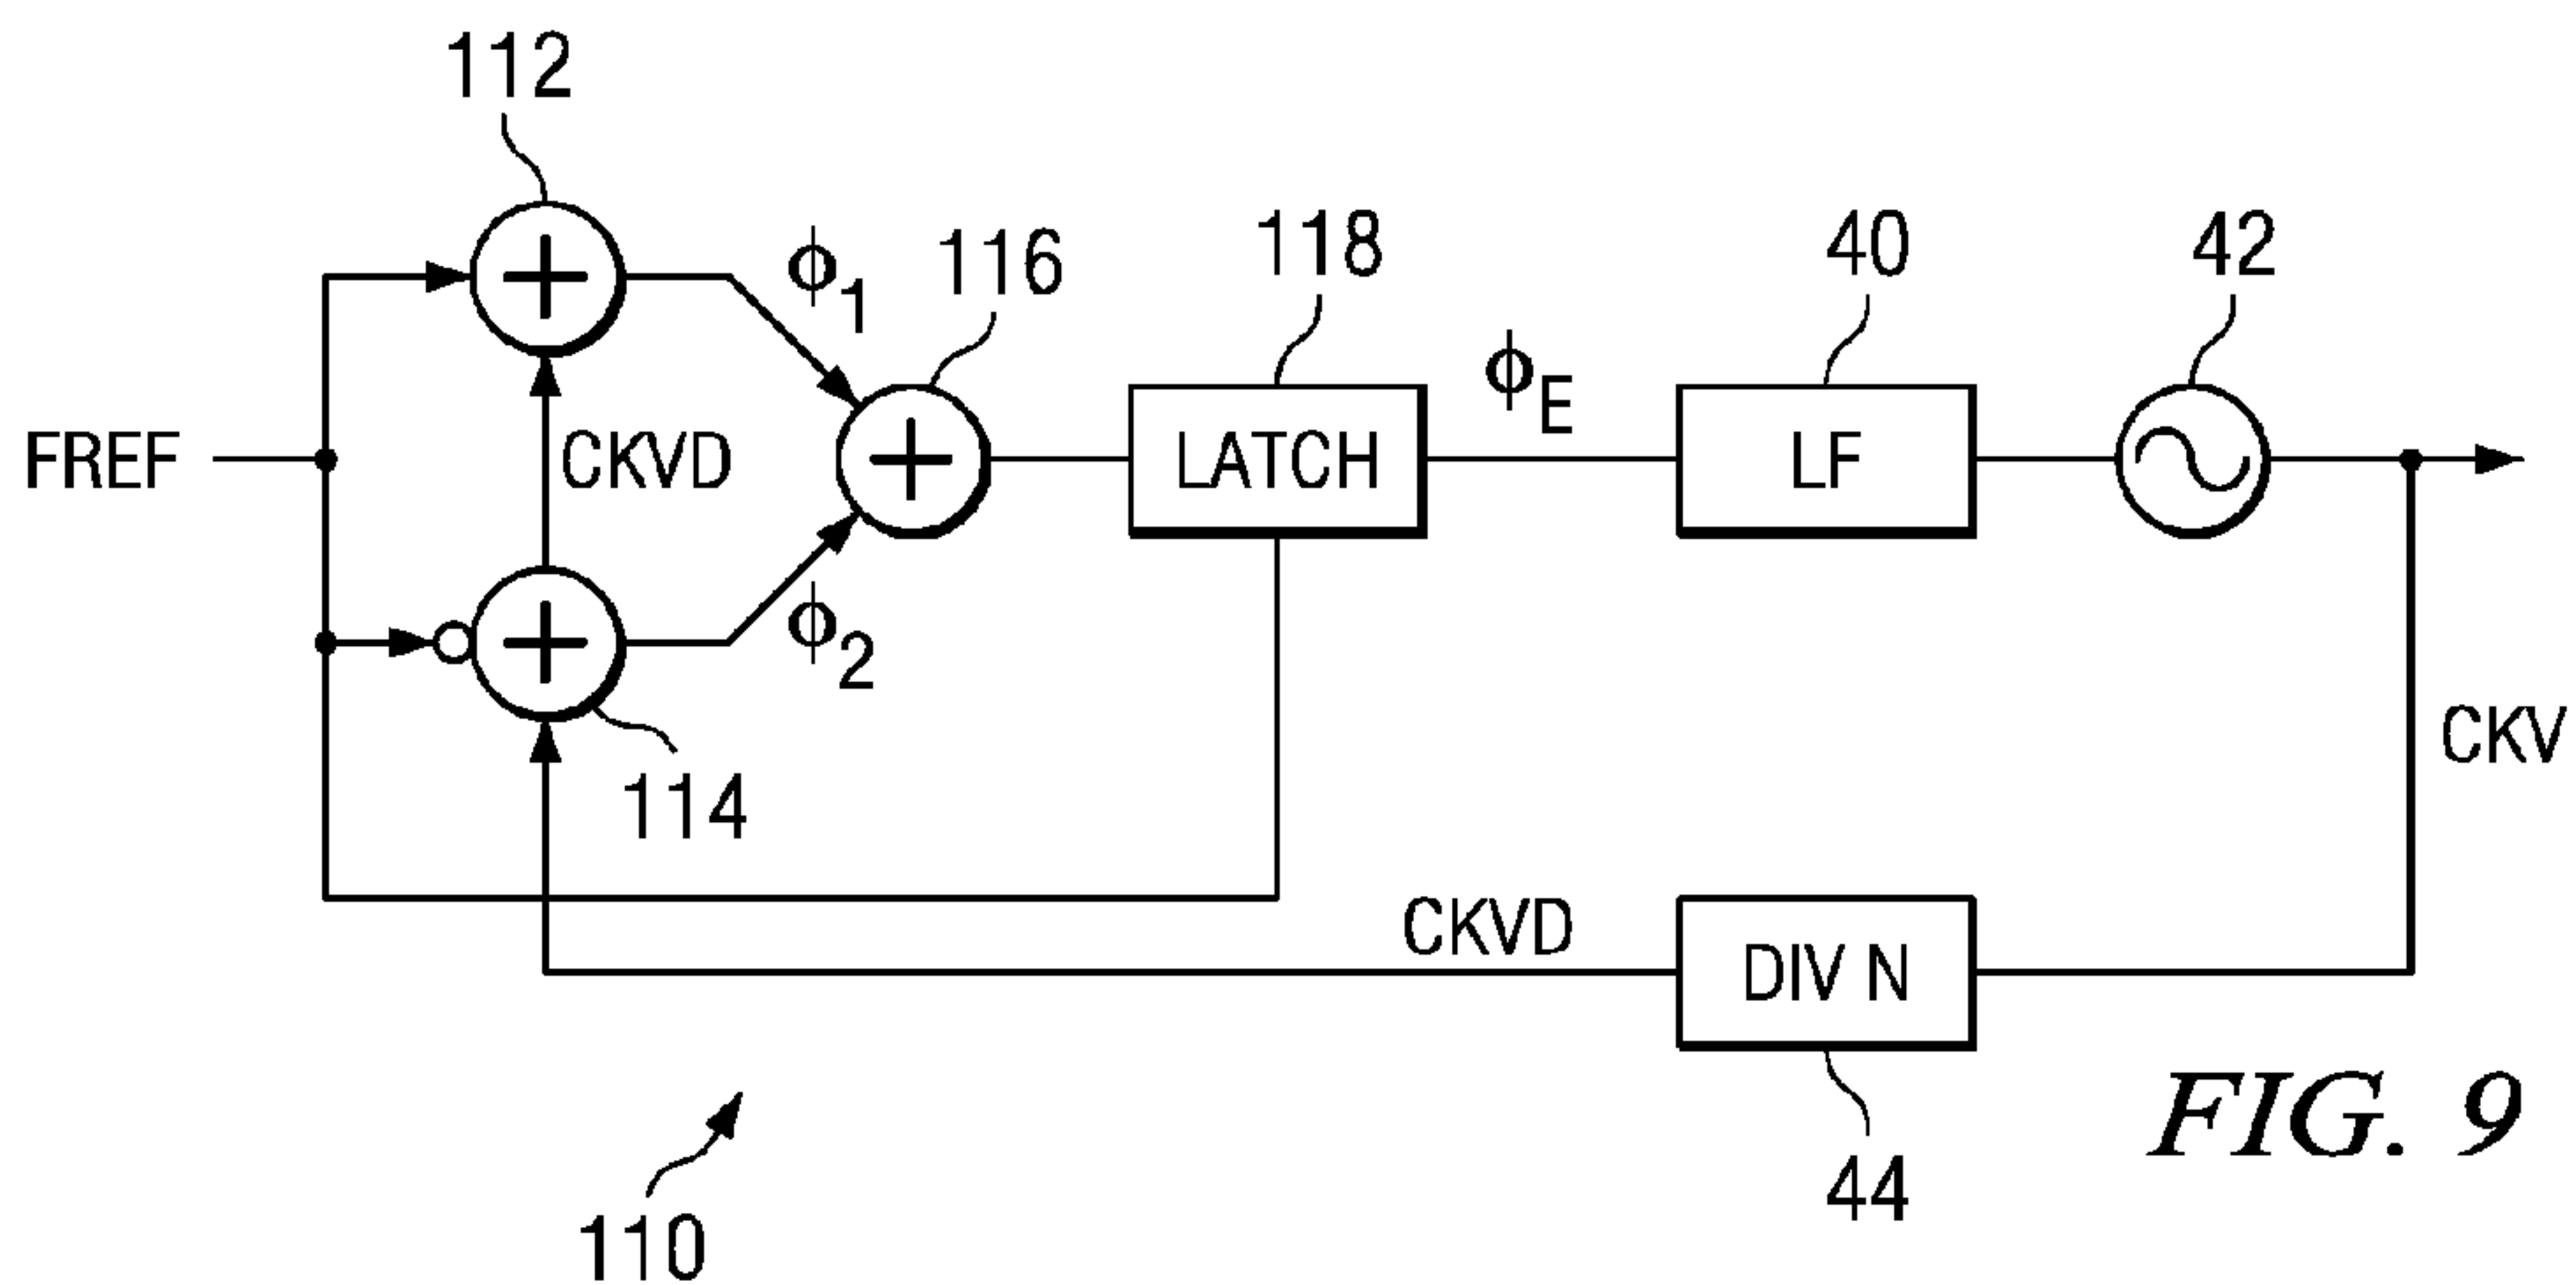 112
ϕ1
116
118
40
42
FREF
CKVD
LATCH
ϕE
LF
ϕ2
CKV
114
CKVD
DIV N
44
110
FIG. 9